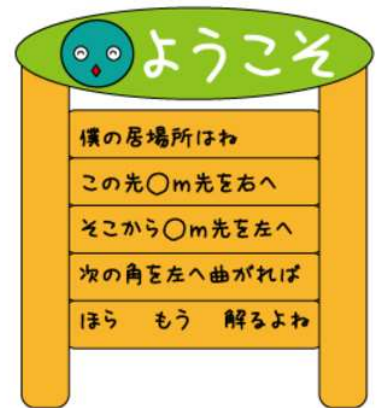 ようこそ
僕の居場所はね
この先〇m先を右へ
そこから〇m先を左へ
次の角を左へ曲がれば
ほら もう 解るよね